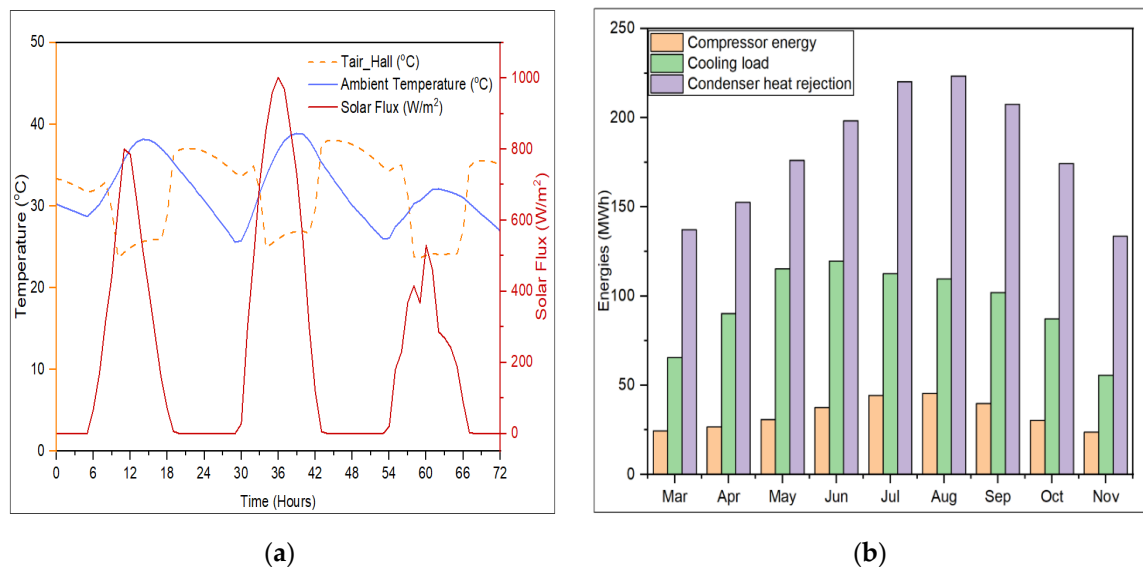 50
40
30
20
10
0
Temperature (°C)
Tair_Hall (°C)
Ambient Temperature (°C)
Solar Flux (W/m²)
1000
800
600
400
200
0
Solar Flux (W/m²)
0 6 12 18 24 30 36 42 48 54 60 66 72
Time (Hours)
(a)
250
200
150
100
50
0
Energies (MWh)
Compressor energy
Cooling load
Condenser heat rejection
Mar Apr May Jun Jul Aug Sep Oct Nov
(b)